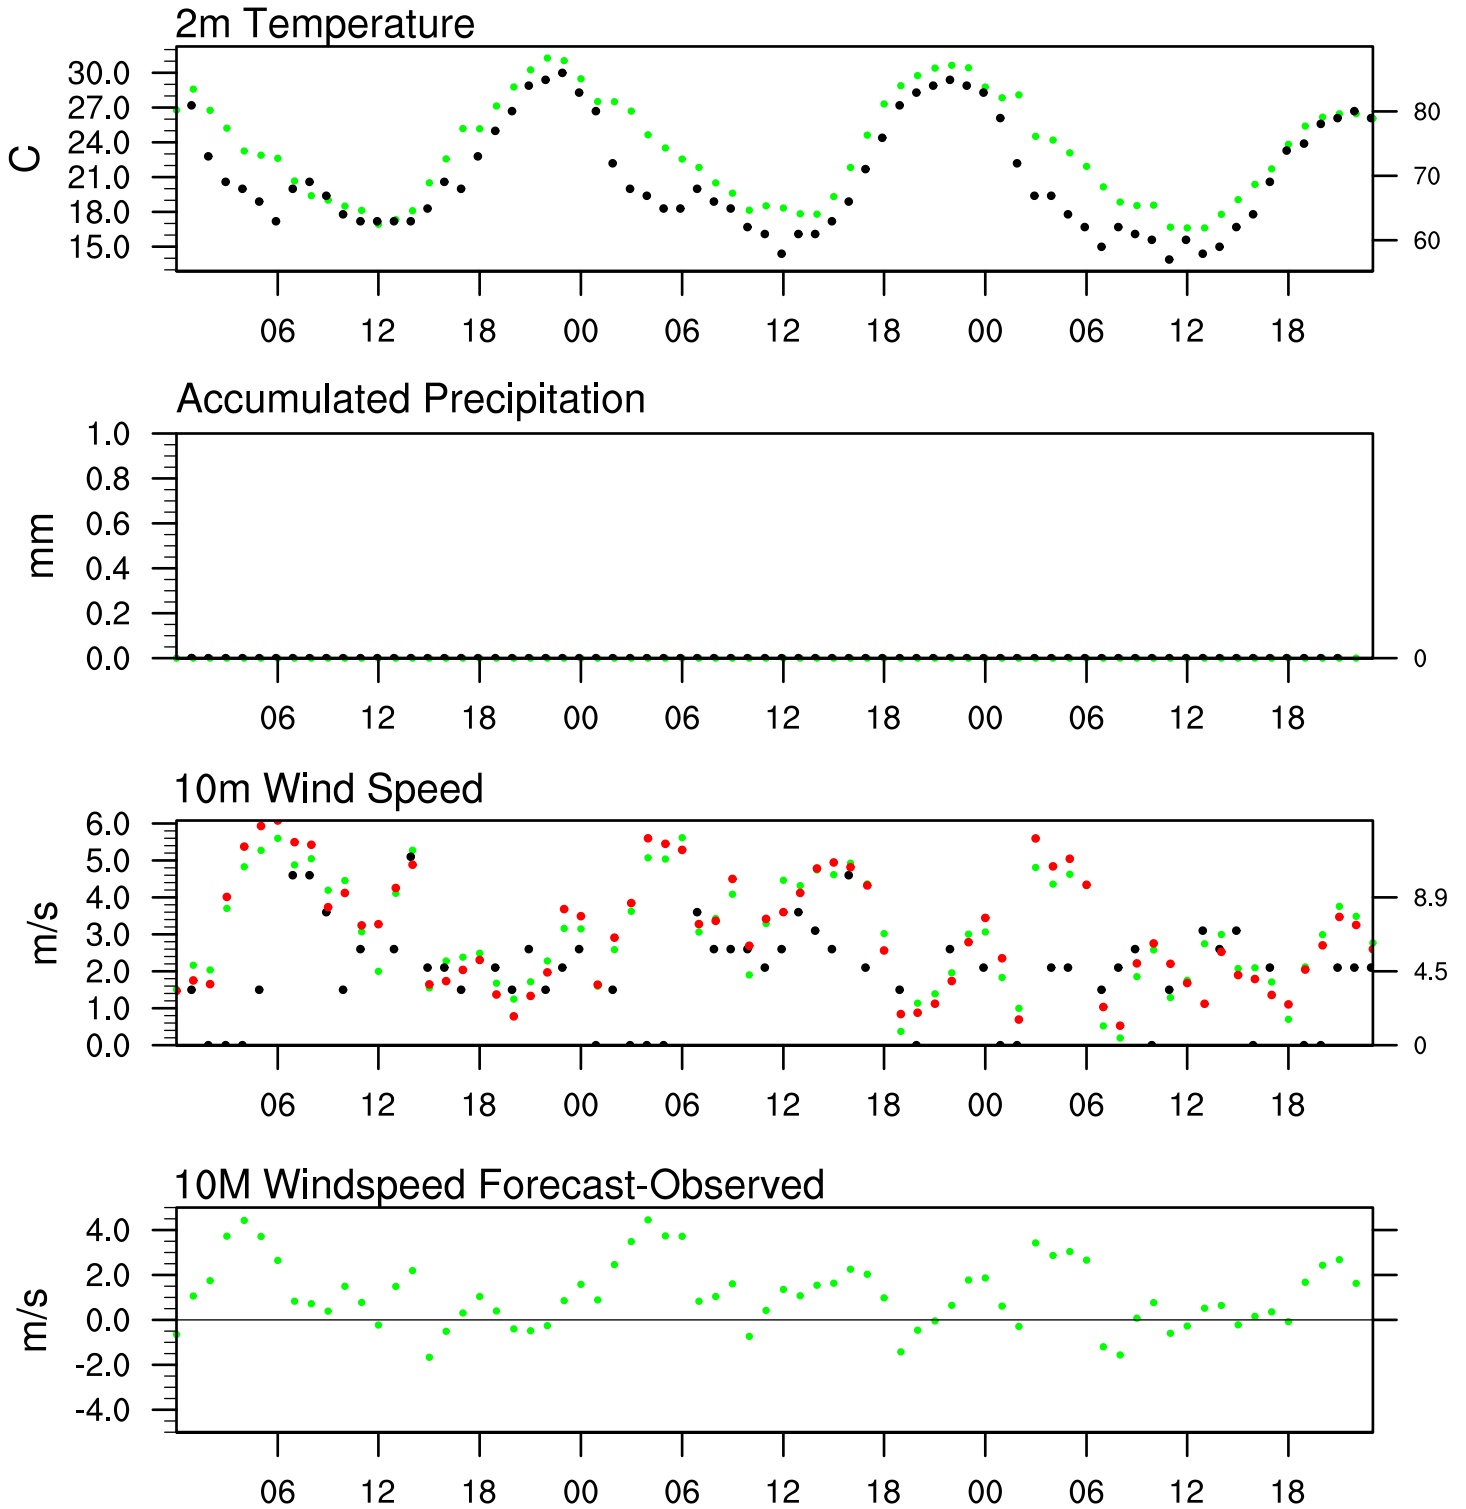 2m Temperature
30.0
27.0
24.0
21.0
18.0
15.0
C
80
70
60
06 12 18 00 06 12 18 00 06 12 18
Accumulated Precipitation
1.0
0.8
0.6
0.4
0.2
0.0
mm
0
06 12 18 00 06 12 18 00 06 12 18
10m Wind Speed
6.0
5.0
4.0
3.0
2.0
1.0
0.0
m/s
8.9
4.5
0
06 12 18 00 06 12 18 00 06 12 18
10M Windspeed Forecast-Observed
4.0
2.0
0.0
-2.0
-4.0
m/s
06 12 18 00 06 12 18 00 06 12 18